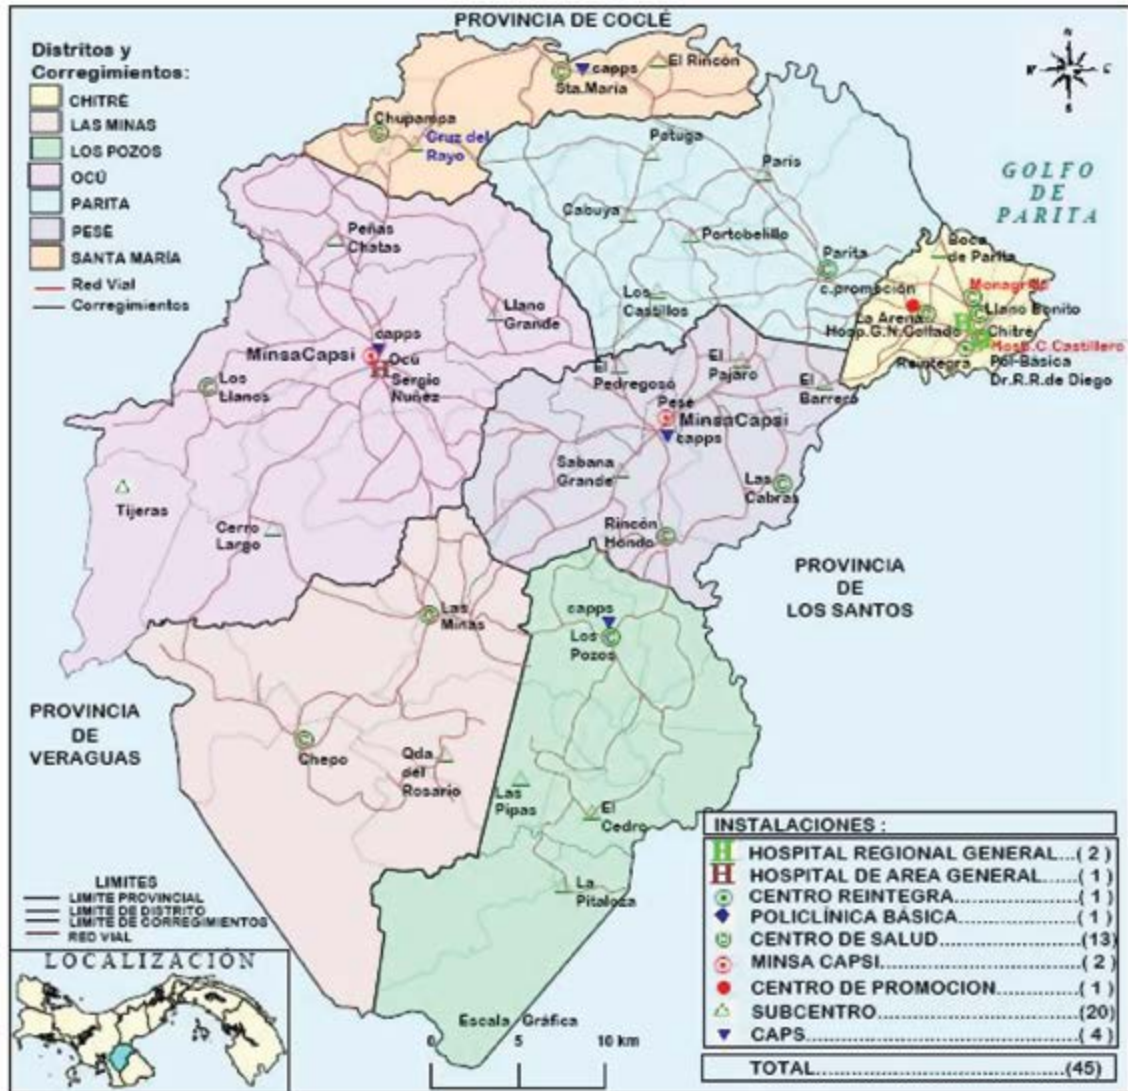 PROVINCIA DE COCLÉ
Distritos y
Corregimientos:
CHITRÉ
LAS MINAS
LOS POZOS
OCÚ
PARITA
PESÉ
SANTA MARÍA
Red Vial
Corregimientos
N
S
capps
Sta.María
El Rincón
Chupampa
Cruz del
Rayo
Potuga
París
GOLFO
DE
PARITA
Cabuya
Portobelillo
Parita
c.promoción
Boca
de Parita
Monagrillo
Llano Bonito
La Arena
Hosp.G.N.Collado
Chitré
Hosp.C.Castillero
Reintegra
Pol-Básica
Dr.R.R.de Diego
Peñas
Chatas
Llano
Grande
Los
Castillos
capps
MinsaCapsi
Ocú
Sergio
Nuñez
Los
Llanos
El
Pedregoso
El
Pajaro
El
Barrero
Pesé
MinsaCapsi
capps
Sabana
Grande
Las
Cabras
Tijeras
Cerro
Largo
Rincón
Hondo
PROVINCIA
DE
LOS SANTOS
Las
Minas
capps
Los
Pozos
PROVINCIA
DE
VERAGUAS
Chepo
Qda
del
Rosario
Las
Pipas
El
Cedro
La
Pitaloza
LIMITES
LIMITE PROVINCIAL
LIMITE DE DISTRITO
LIMITE DE CORREGIMIENTOS
RED VIAL
LOCALIZACIÓN
Escala Gráfica
0 5 10 km
INSTALACIONES :
H HOSPITAL REGIONAL GENERAL...( 2 )
H HOSPITAL DE AREA GENERAL......( 1 )
CENTRO REINTEGRA....................( 1 )
POLICLÍNICA BÁSICA..................( 1 )
CENTRO DE SALUD.....................(13)
MINSA CAPSI..............................( 2 )
CENTRO DE PROMOCION.............( 1 )
SUBCENTRO..............................(20)
CAPS........................................( 4 )
TOTAL......................................(45)